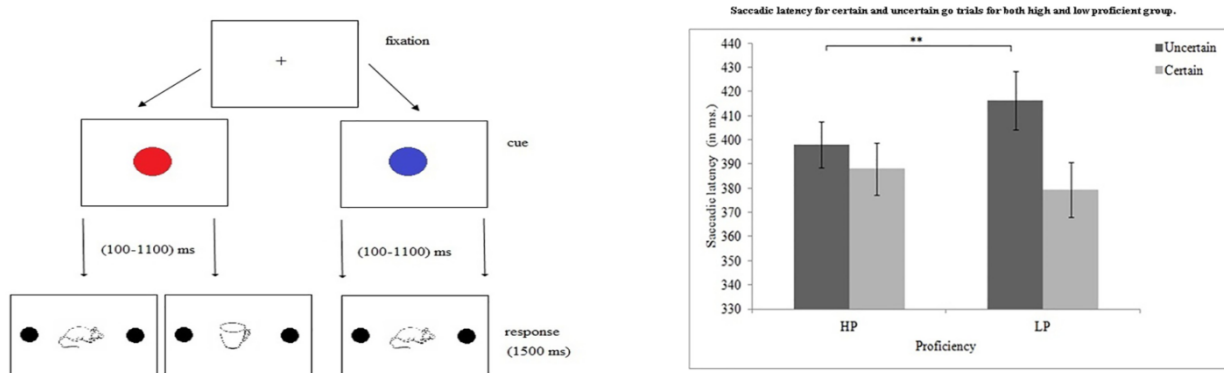 fixation
cue
(100-1100) ms
(100-1100) ms
response
(1500 ms)
Saccadic latency for certain and uncertain go trials for both high and low proficient group.
440
430
420
410
400
390
380
370
360
350
340
330
Saccadic latency (in ms.)
**
Uncertain
Certain
HP
LP
Proficiency